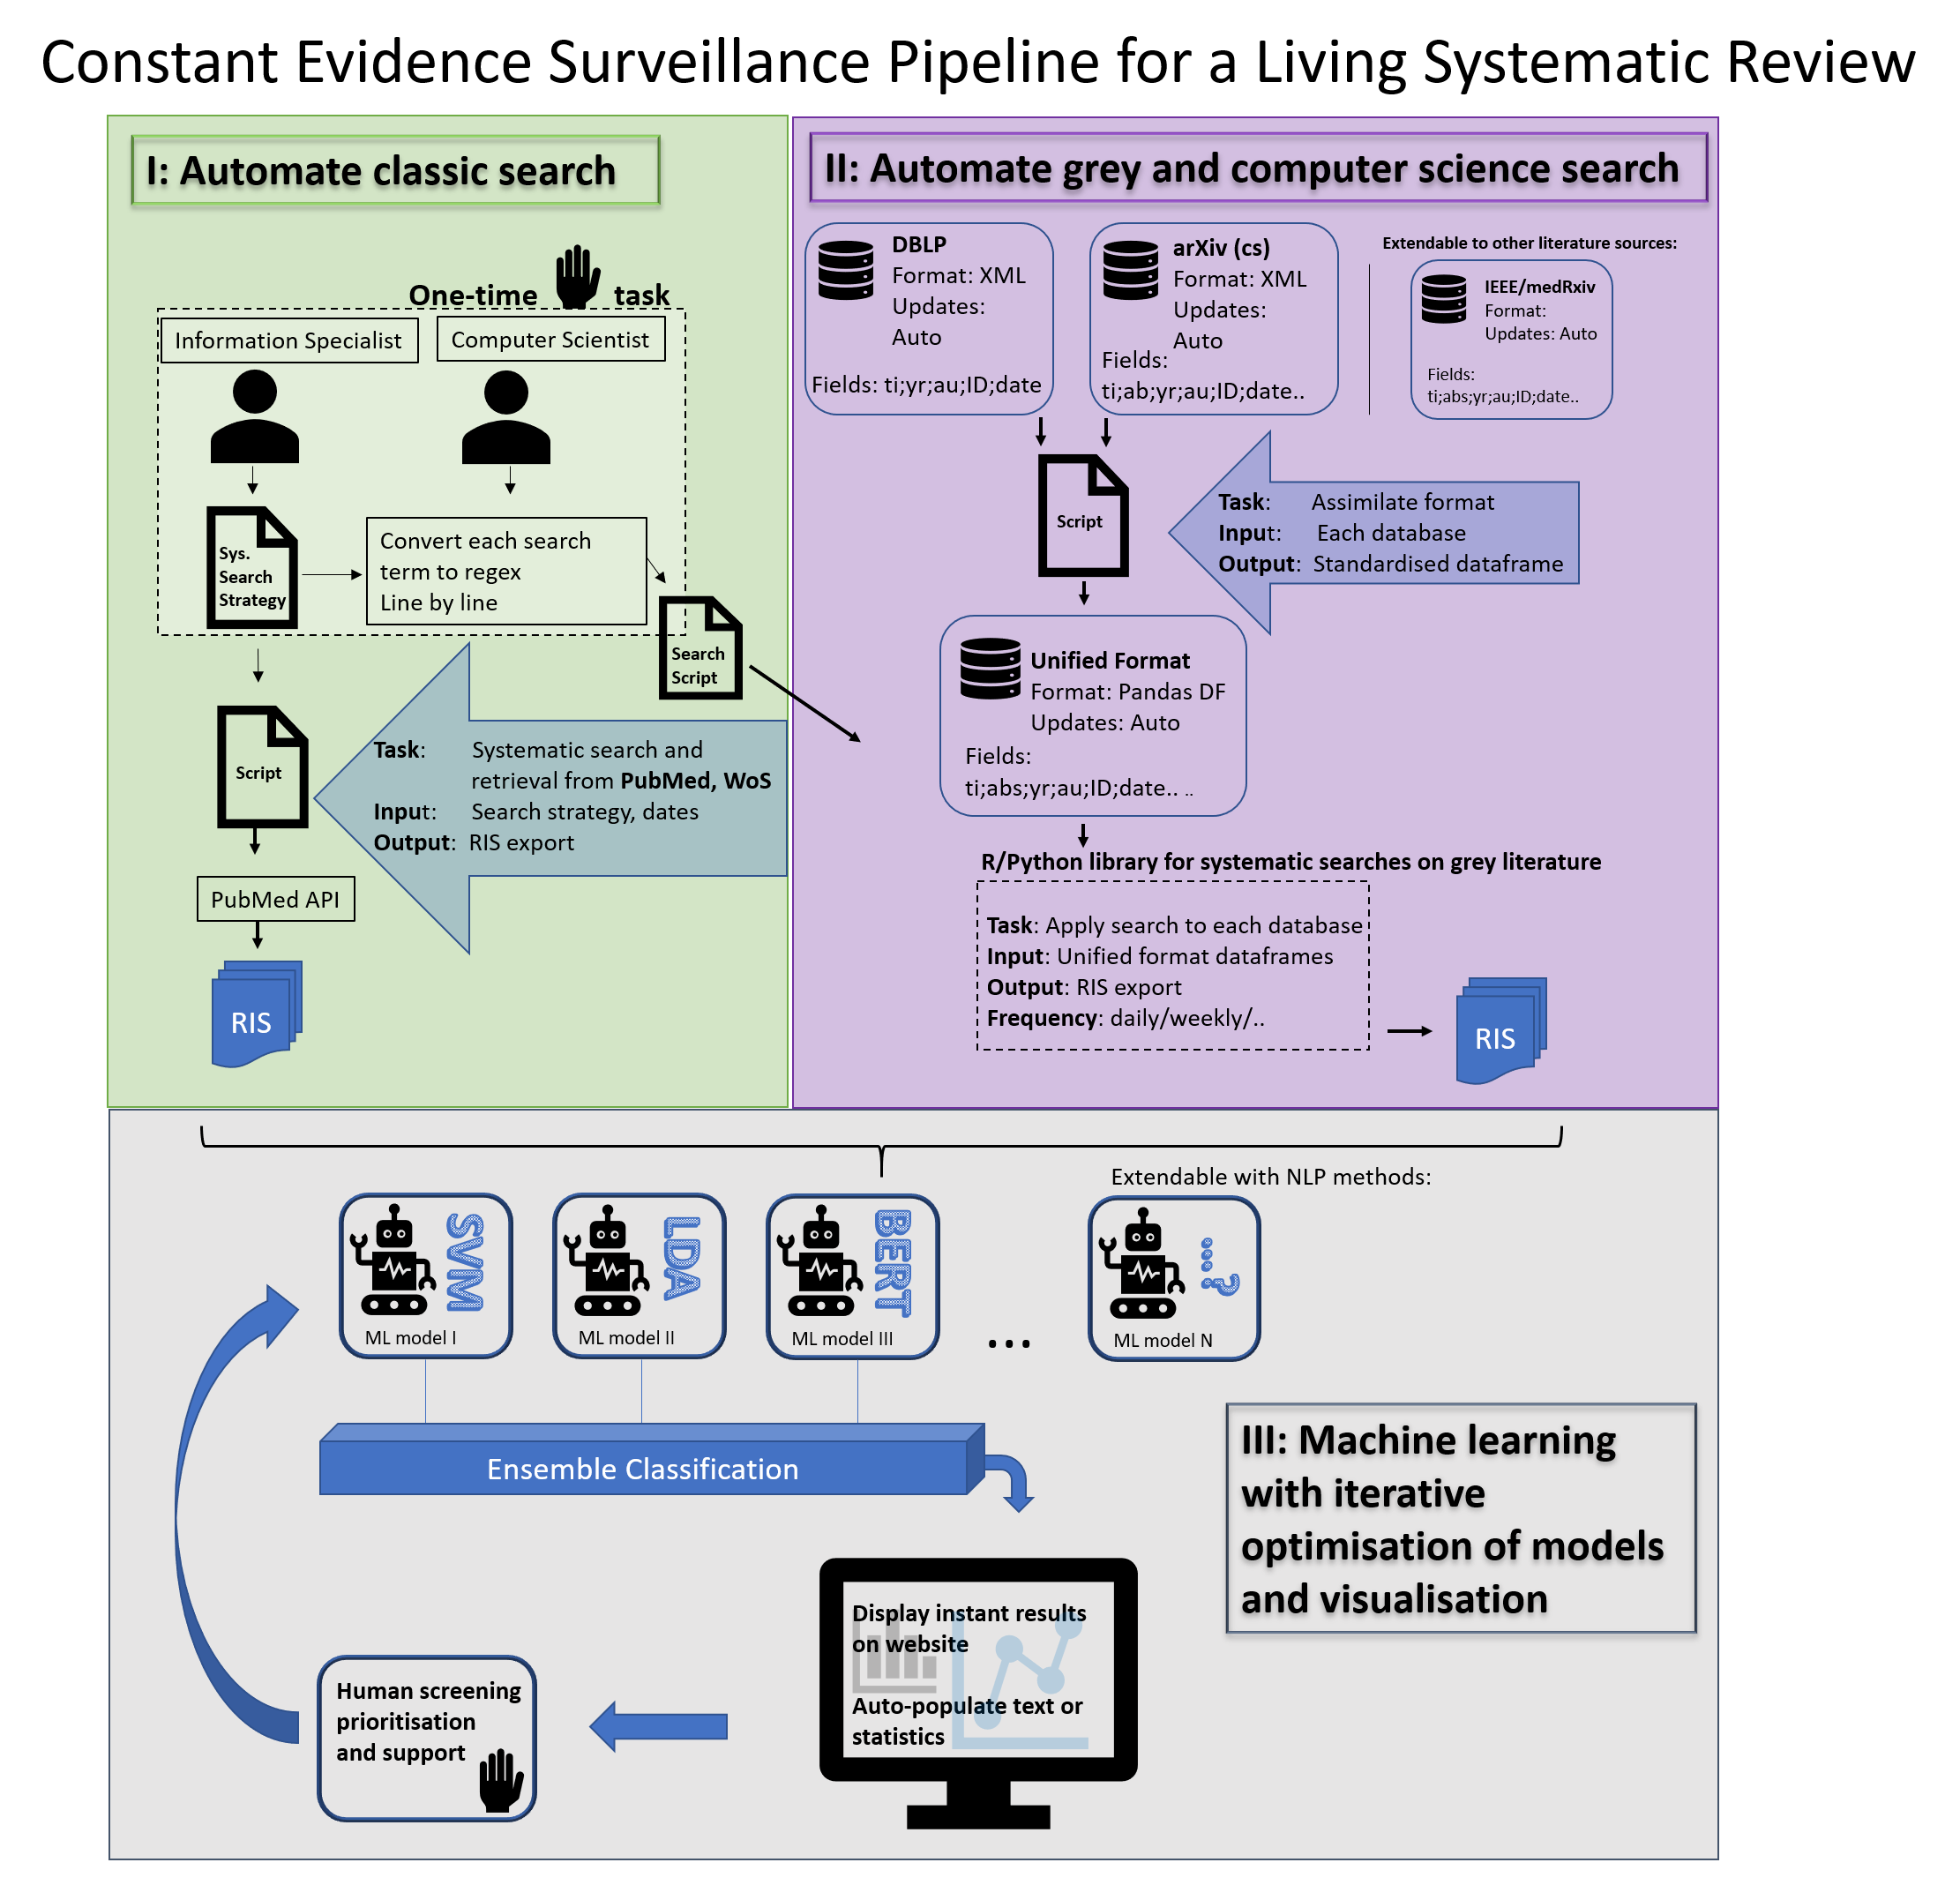 Constant Evidence Surveillance Pipeline for a Living Systematic Review
I: Automate classic search
One-time task
Information Specialist
Computer Scientist
Sys.
Search
Strategy
Convert each search
term to regex
Line by line
Search
Script
Script
Task: Systematic search and
retrieval from PubMed, WoS
Input: Search strategy, dates
Output: RIS export
PubMed API
RIS
II: Automate grey and computer science search
DBLP
Format: XML
Updates:
Auto
Fields: ti;yr;au;ID;date
arXiv (cs)
Format: XML
Updates:
Auto
Fields:
ti;ab;yr;au;ID;date..
Extendable to other literature sources:
IEEE/medRxiv
Format:
Updates: Auto
Fields:
ti;abs;yr;au;ID;date..
Script
Task: Assimilate format
Input: Each database
Output: Standardised dataframe
Unified Format
Format: Pandas DF
Updates: Auto
Fields:
ti;abs;yr;au;ID;date.. ..
R/Python library for systematic searches on grey literature
Task: Apply search to each database
Input: Unified format dataframes
Output: RIS export
Frequency: daily/weekly/..
RIS
Extendable with NLP methods:
SVM
ML model I
LDA
ML model II
BERT
ML model III
...
....?
ML model N
Ensemble Classification
III: Machine learning
with iterative
optimisation of models
and visualisation
Display instant results
on website
Auto-populate text or
statistics
Human screening
prioritisation
and support